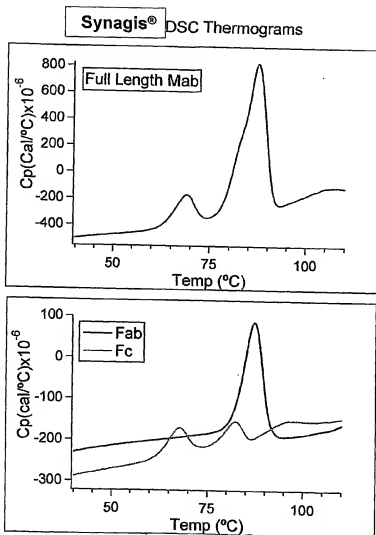 Synagis® DSC Thermograms
Full Length Mab
Cp(Cal/ºC)x10⁻⁶
800
600
400
200
0
-200
-400
50
75
100
Temp (ºC)
Fab
Fc
Cp(cal/ºC)x10⁻⁶
100
0
-100
-200
-300
50
75
100
Temp (ºC)